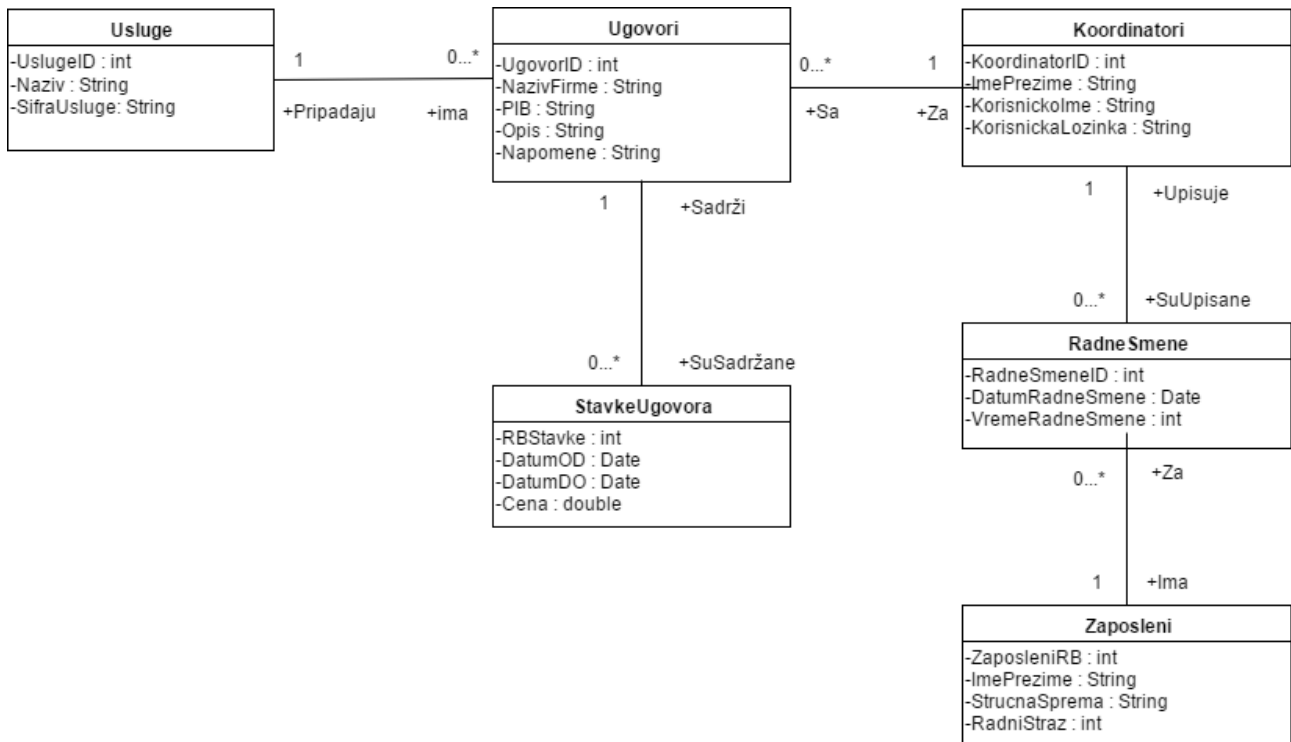 Usluge
-UslugeID : int
-Naziv : String
-SifraUsluge: String
1
0...*
+Pripadaju
+ima
Ugovori
-UgovorID : int
-NazivFirme : String
-PIB : String
-Opis : String
-Napomene : String
0...*
1
+Sa
+Za
Koordinatori
-KoordinatorID : int
-ImePrezime : String
-KorisnickoIme : String
-KorisnickaLozinka : String
1
+Sadrži
0...*
+SuSadržane
StavkeUgovora
-RBStavke : int
-DatumOD : Date
-DatumDO : Date
-Cena : double
1
+Upisuje
0...*
+SuUpisane
RadneSmene
-RadneSmeneID : int
-DatumRadneSmene : Date
-VremeRadneSmene : int
0...*
+Za
1
+Ima
Zaposleni
-ZaposleniRB : int
-ImePrezime : String
-StrucnaSprema : String
-RadniStraz : int